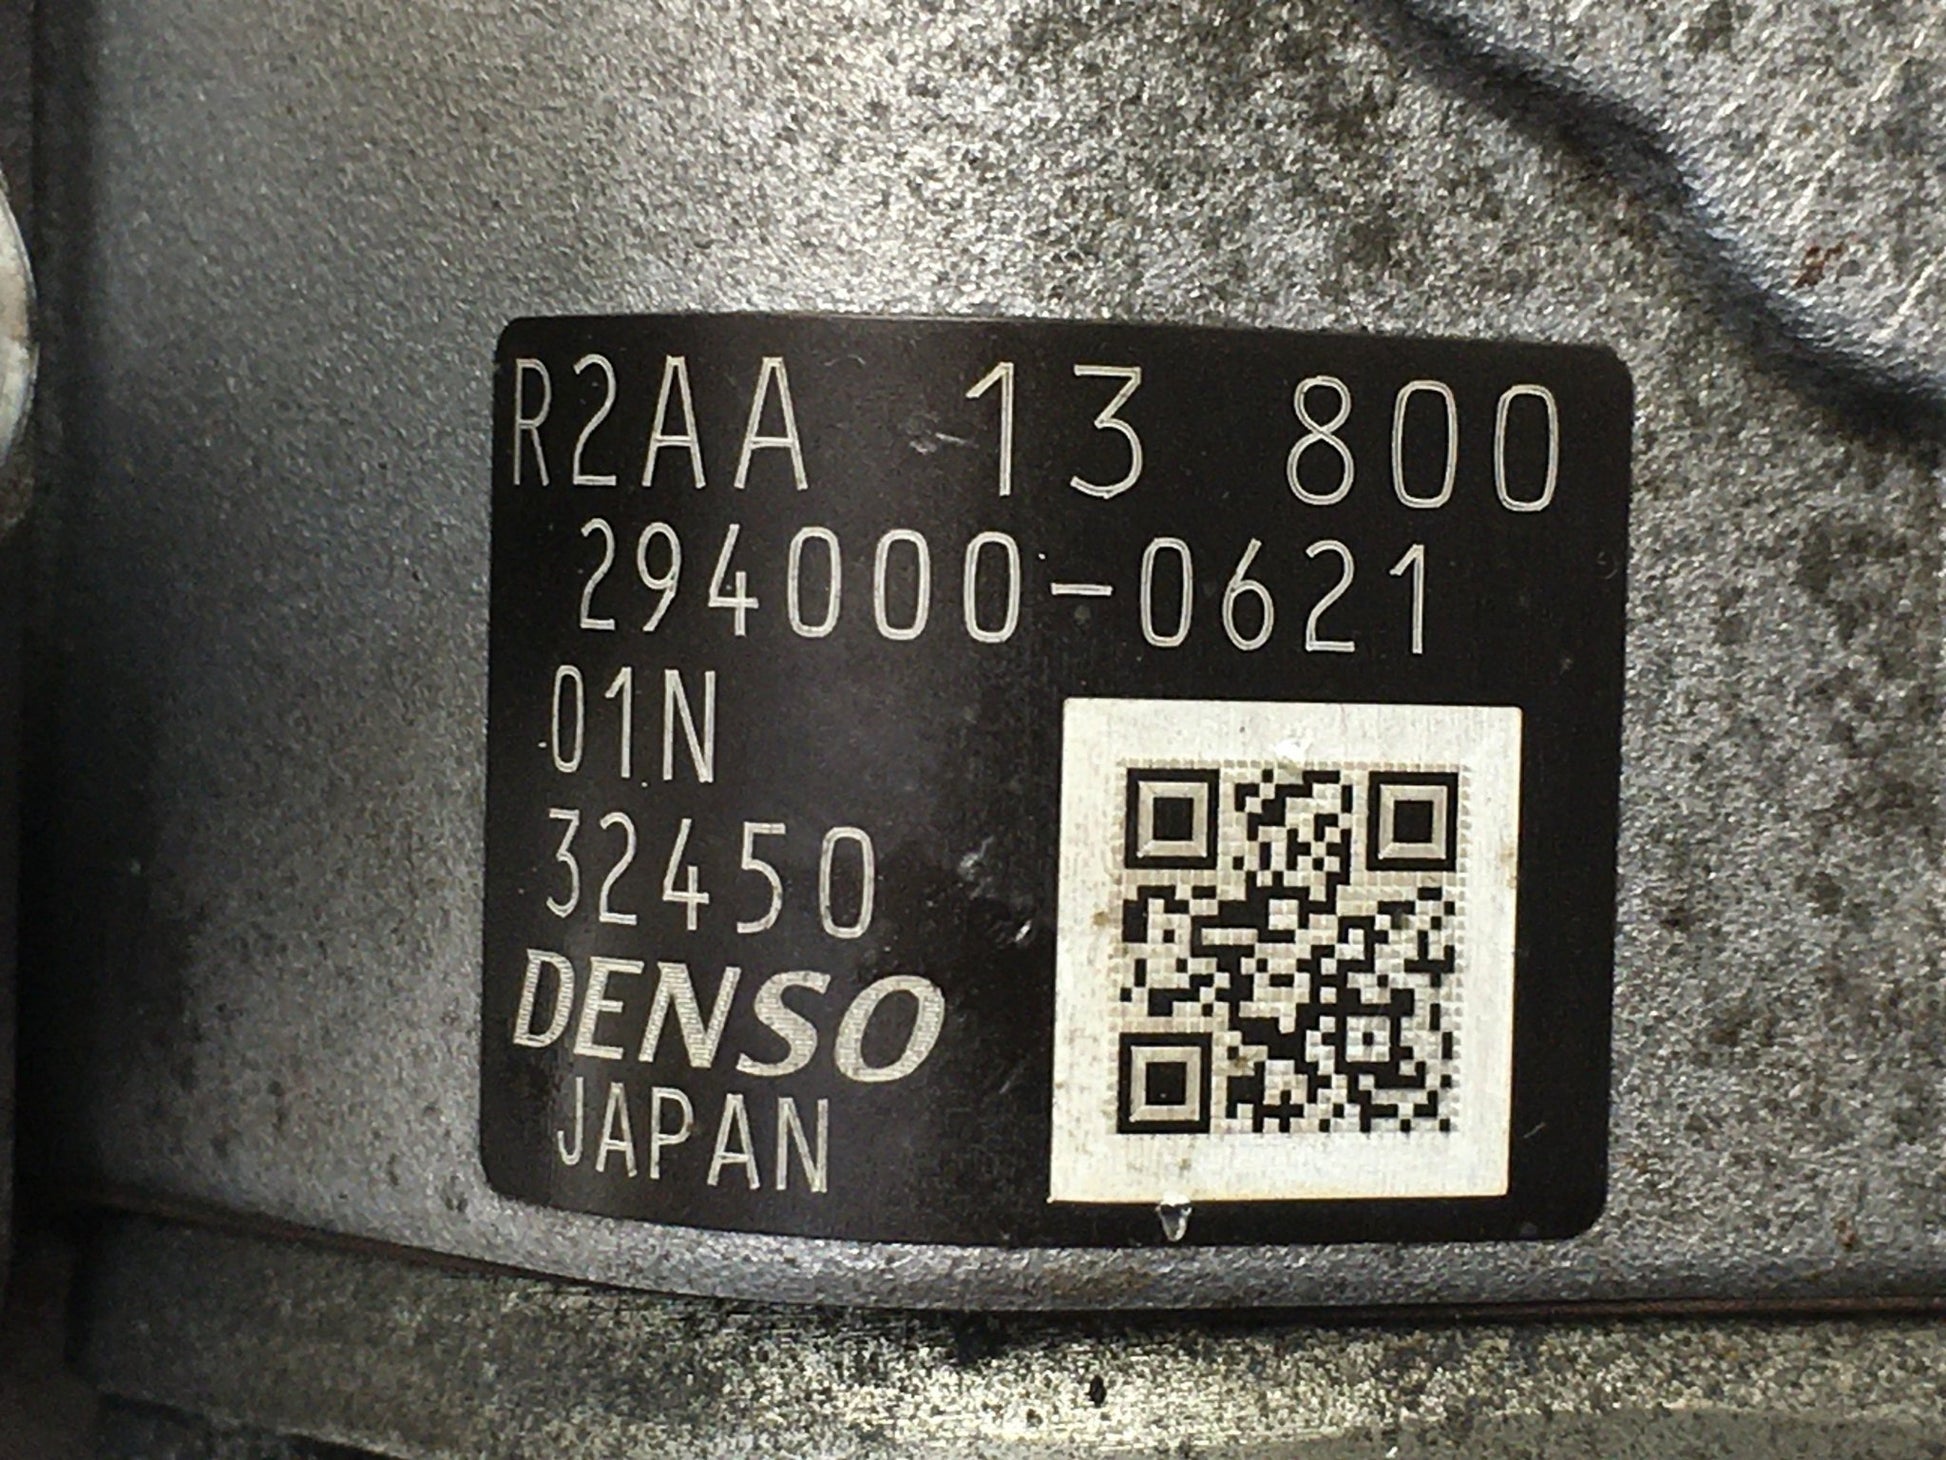 R2AA 13 800
294000-0621
01N
32450
DENSO
JAPAN